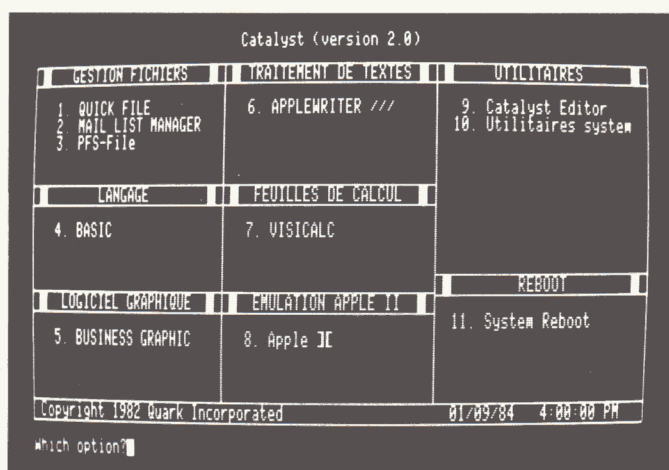 Catalyst (version 2.0)
GESTION FICHIERS
1. QUICK FILE
2. MAIL LIST MANAGER
3. PFS-File
TRAITEMENT DE TEXTES
6. APPLEWRITER ///
UTILITAIRES
9. Catalyst Editor
10. Utilitaires system
LANGAGE
4. BASIC
FEUILLES DE CALCUL
7. VISICALC
LOGICIEL GRAPHIQUE
5. BUSINESS GRAPHIC
EMULATION APPLE II
8. Apple ][
REBOOT
11. System Reboot
Copyright 1982 Quark Incorporated 01/09/84 4:00:00 PM
Which option?